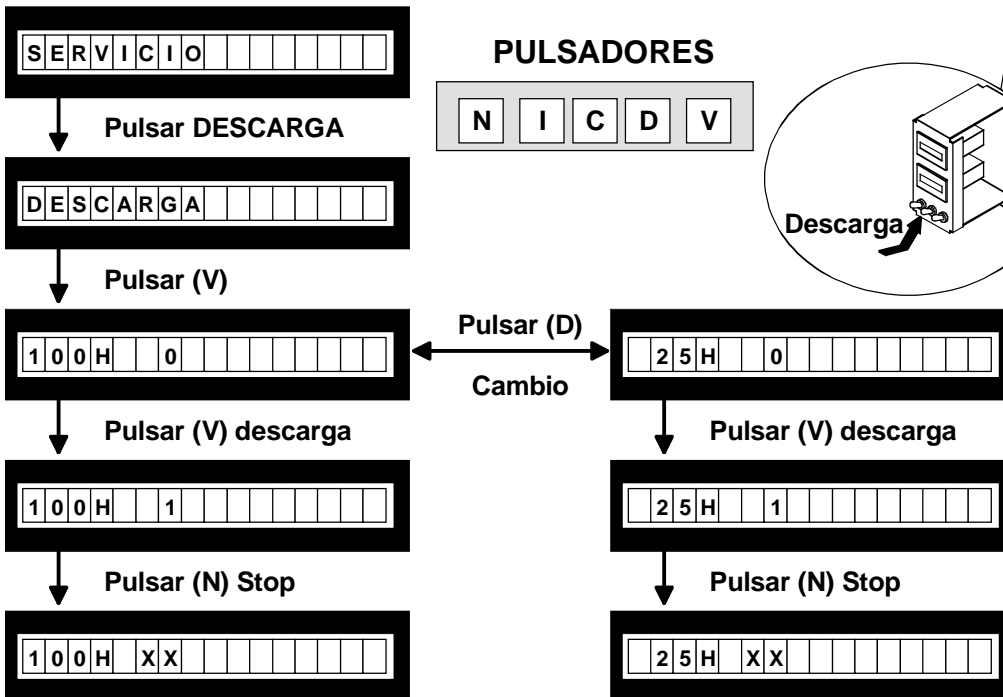 SERVICIO
PULSADORES
N I C D V
Pulsar DESCARGA
DESCARGA
Descarga
Pulsar (V)
100H 0
Pulsar (D)
Cambio
25H 0
Pulsar (V) descarga
Pulsar (V) descarga
100H 1
25H 1
Pulsar (N) Stop
Pulsar (N) Stop
100H XX
25H XX